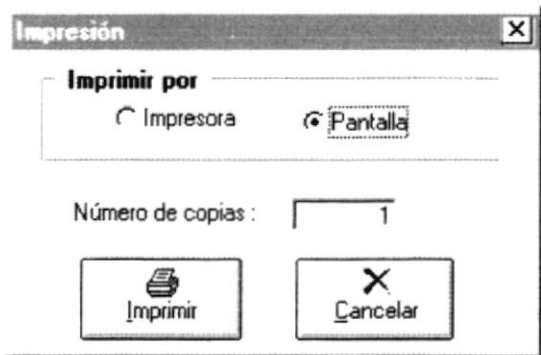 Impresión
Imprimir por
Impresora Pantalla
Número de copias : 1
Imprimir Cancelar